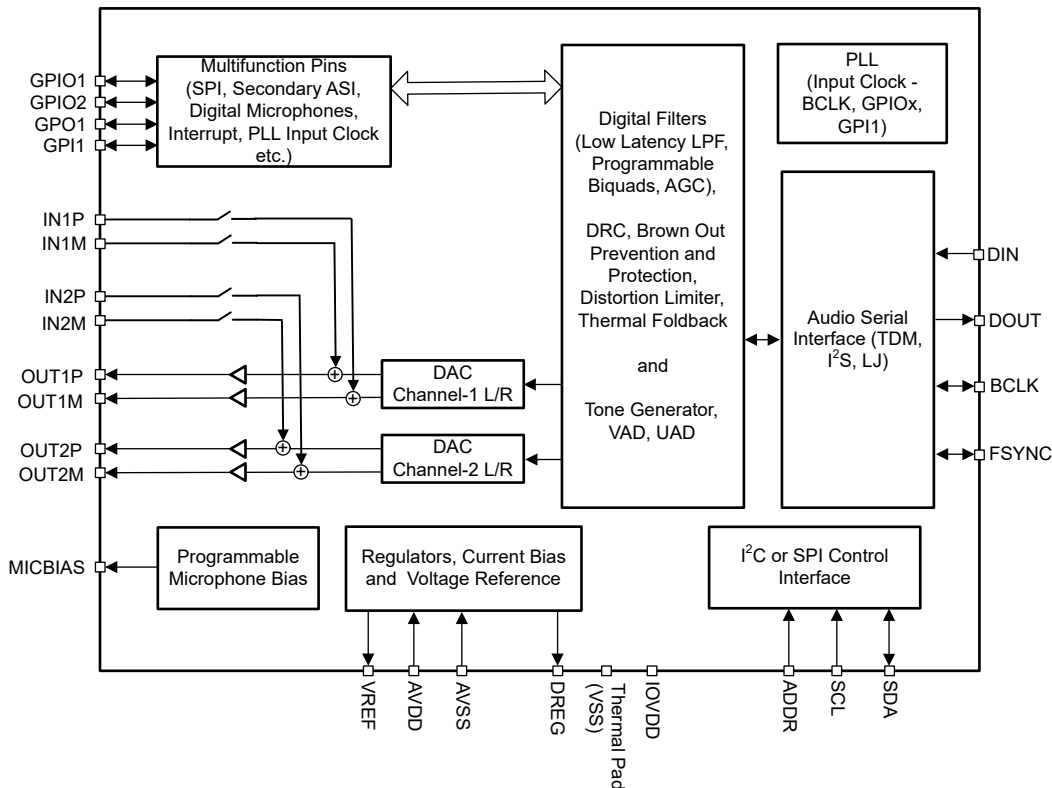 GPIO1
GPIO2
GPO1
GPI1
Multifunction Pins
(SPI, Secondary ASI,
Digital Microphones,
Interrupt, PLL Input Clock
etc.)
Digital Filters
(Low Latency LPF,
Programmable
Biquads, AGC),
DRC, Brown Out
Prevention and
Protection,
Distortion Limiter,
Thermal Foldback
and
Tone Generator,
VAD, UAD
PLL
(Input Clock -
BCLK, GPIOx,
GPI1)
IN1P
IN1M
IN2P
IN2M
OUT1P
OUT1M
OUT2P
OUT2M
DAC
Channel-1 L/R
DAC
Channel-2 L/R
Audio Serial
Interface (TDM,
I²S, LJ)
DIN
DOUT
BCLK
FSYNC
MICBIAS
Programmable
Microphone Bias
Regulators, Current Bias
and Voltage Reference
I²C or SPI Control
Interface
VREF
AVDD
AVSS
DREG
Thermal Pad
(VSS)
IOVDD
ADDR
SCL
SDA